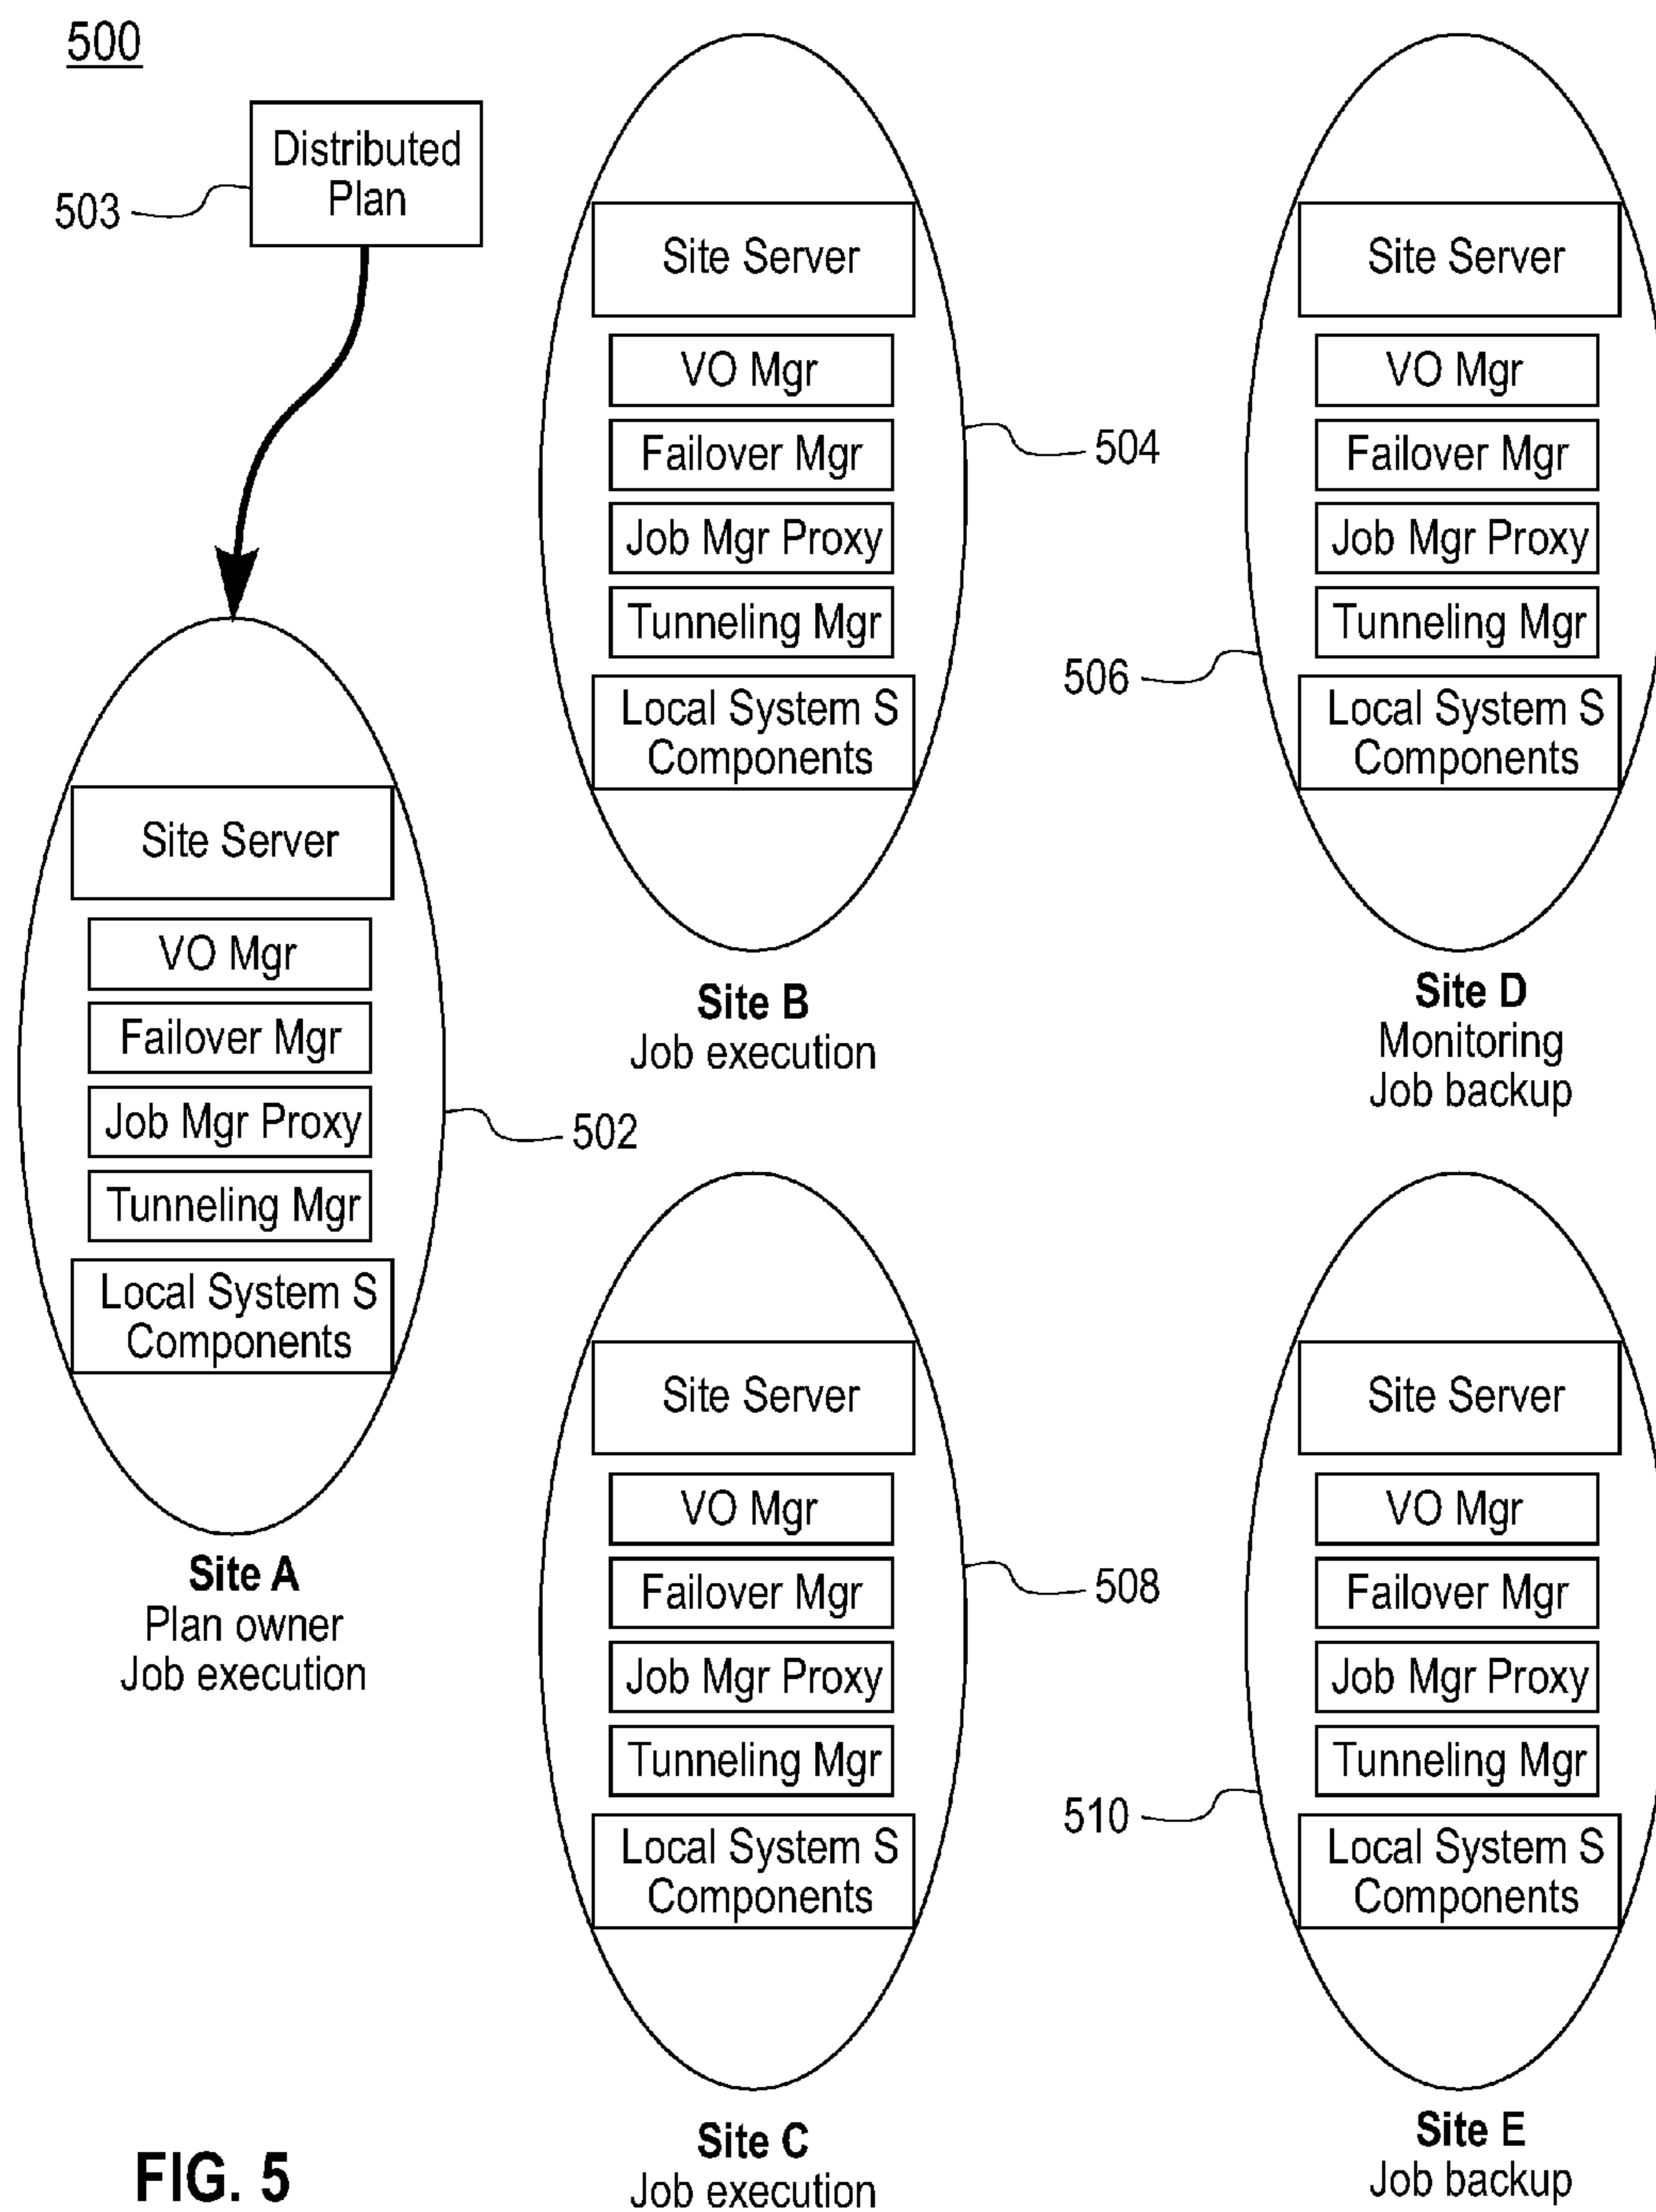 500
Distributed
Plan
503
Site Server
VO Mgr
Failover Mgr
Job Mgr Proxy
Tunneling Mgr
Local System S
Components
502
Site A
Plan owner
Job execution
Site Server
VO Mgr
Failover Mgr
Job Mgr Proxy
Tunneling Mgr
Local System S
Components
504
Site B
Job execution
Site Server
VO Mgr
Failover Mgr
Job Mgr Proxy
Tunneling Mgr
Local System S
Components
506
Site D
Monitoring
Job backup
Site Server
VO Mgr
Failover Mgr
Job Mgr Proxy
Tunneling Mgr
Local System S
Components
508
Site C
Job execution
Site Server
VO Mgr
Failover Mgr
Job Mgr Proxy
Tunneling Mgr
Local System S
Components
510
Site E
Job backup
FIG. 5